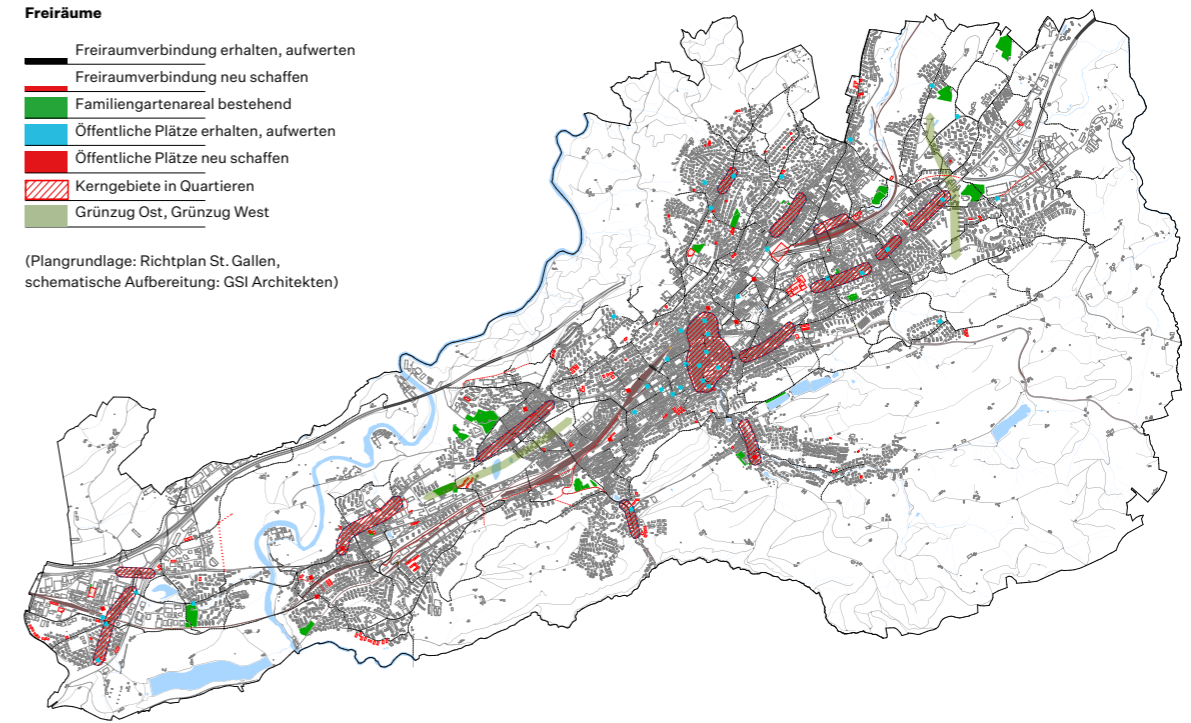 Freiräume
Freiraumverbindung erhalten, aufwerten
Freiraumverbindung neu schaffen
Familiengartenareal bestehend
Öffentliche Plätze erhalten, aufwerten
Öffentliche Plätze neu schaffen
Kerngebiete in Quartieren
Grünzug Ost, Grünzug West
(Plangrundlage: Richtplan St. Gallen,
schematische Aufbereitung: GSI Architekten)